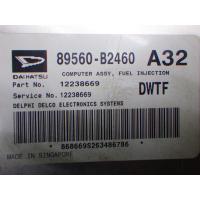 DAIHATSU
89560-B2460 A32
COMPUTER ASSY, FUEL INJECTION
Part No. 12238669 DWTF
Service No. 12238669
DELPHI DELCO ELECTRONICS SYSTEMS
868669S263486786
MADE IN SINGAPORE